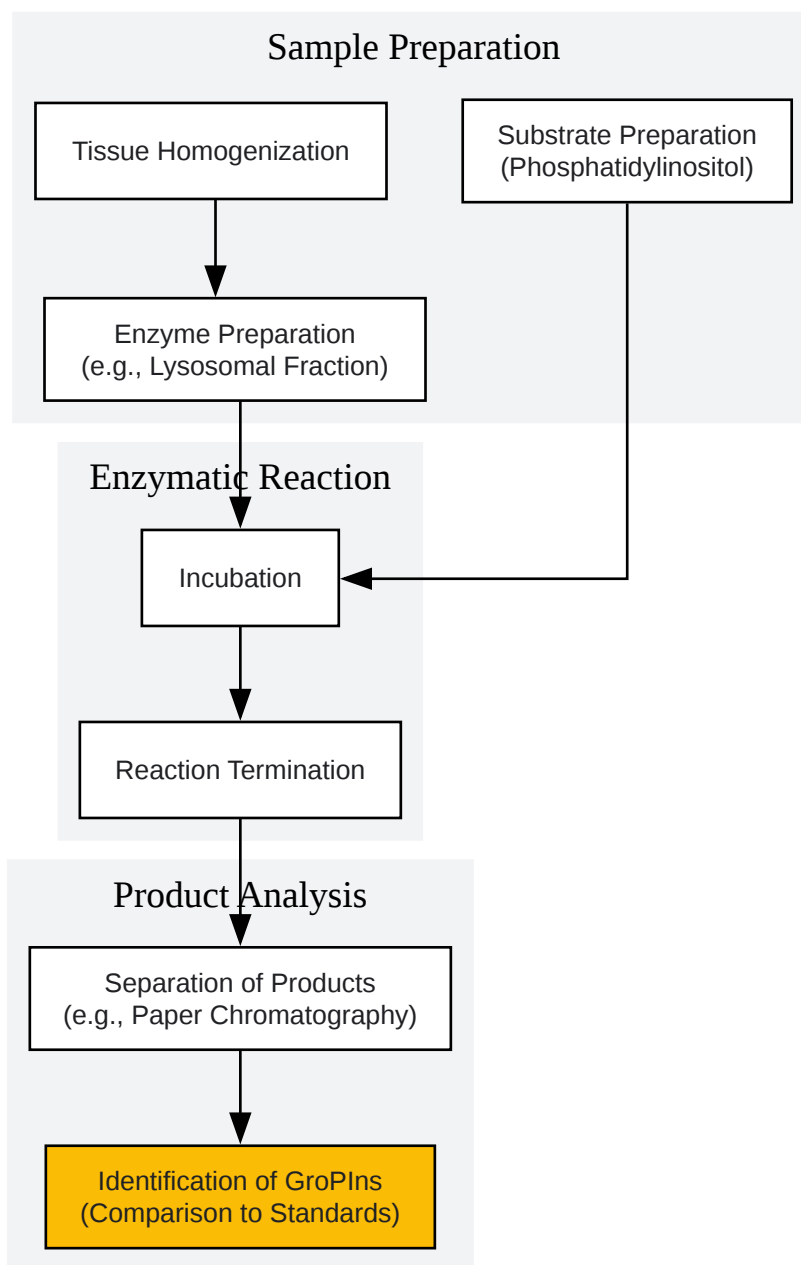 Sample Preparation
Tissue Homogenization
Substrate Preparation
(Phosphatidylinositol)
Enzyme Preparation
(e.g., Lysosomal Fraction)
Enzymatic Reaction
Incubation
Reaction Termination
Product Analysis
Separation of Products
(e.g., Paper Chromatography)
Identification of GroPIns
(Comparison to Standards)